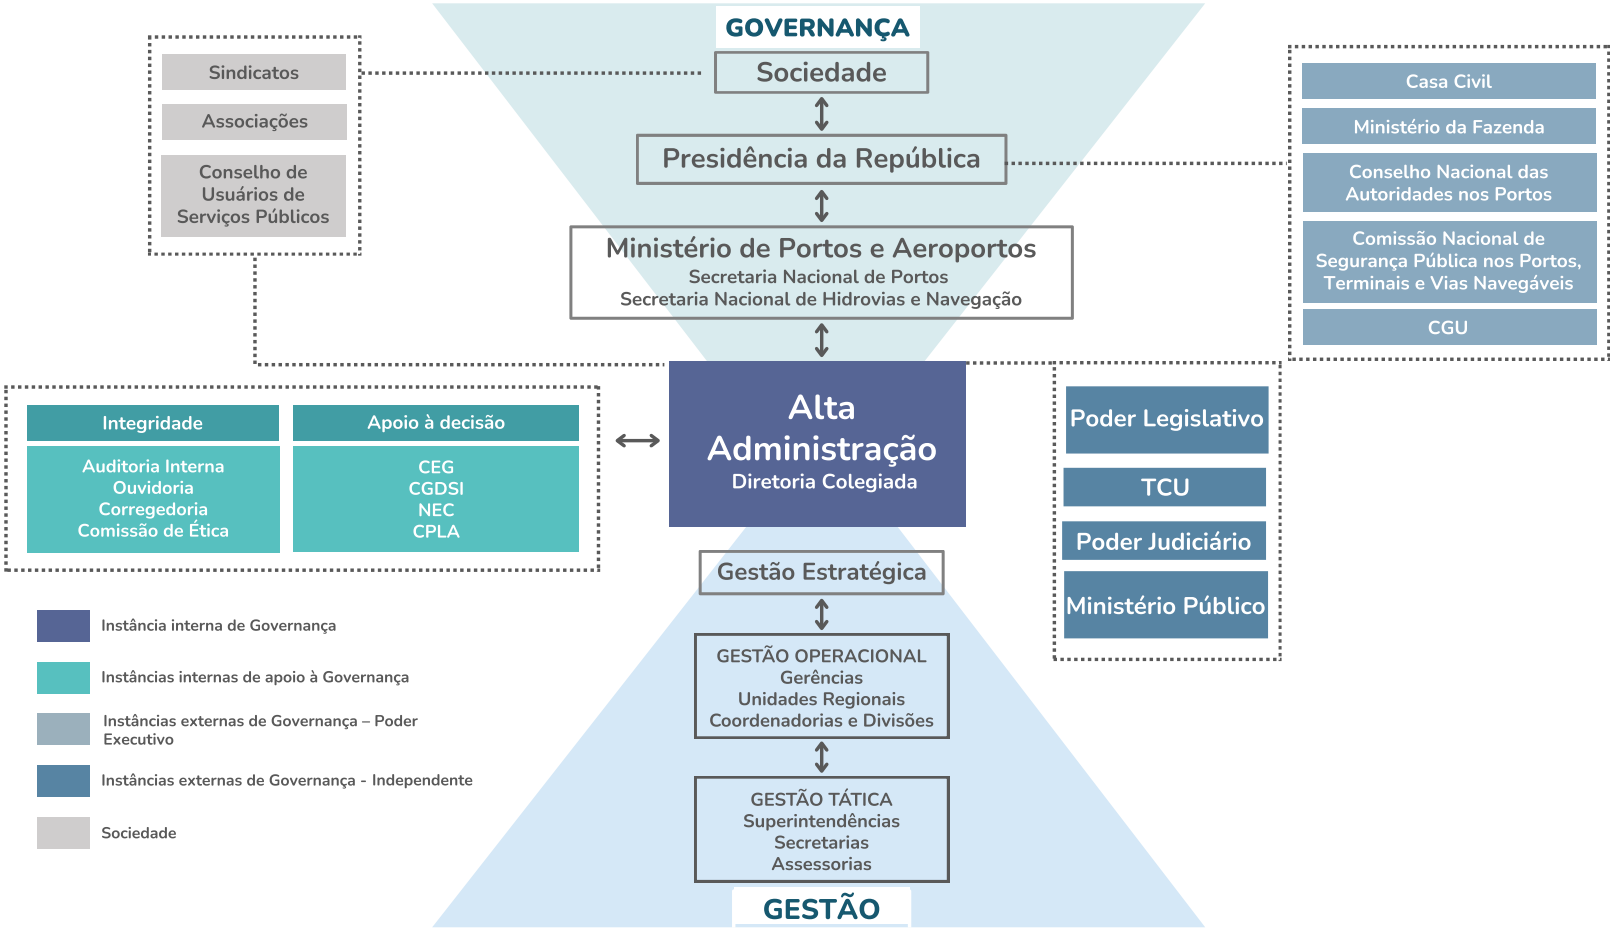 GOVERNANÇA
Sociedade
Presidência da República
Ministério de Portos e Aeroportos
Secretaria Nacional de Portos
Secretaria Nacional de Hidrovias e Navegação
Sindicatos
Associações
Conselho de
Usuários de
Serviços Públicos
Casa Civil
Ministério da Fazenda
Conselho Nacional das
Autoridades nos Portos
Comissão Nacional de
Segurança Pública nos Portos,
Terminais e Vias Navegáveis
CGU
Integridade
Auditoria Interna
Ouvidoria
Corregedoria
Comissão de Ética
Apoio à decisão
CEG
CGDSI
NEC
CPLA
Alta
Administração
Diretoria Colegiada
Poder Legislativo
TCU
Poder Judiciário
Ministério Público
Gestão Estratégica
GESTÃO OPERACIONAL
Gerências
Unidades Regionais
Coordenadorias e Divisões
GESTÃO TÁTICA
Superintendências
Secretarias
Assessorias
GESTÃO
Instância interna de Governança
Instâncias internas de apoio à Governança
Instâncias externas de Governança – Poder
Executivo
Instâncias externas de Governança - Independente
Sociedade